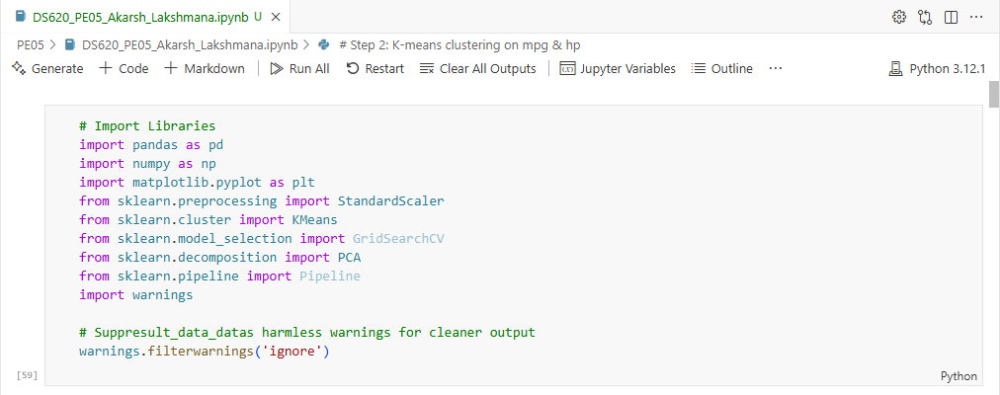 DS620_PE05_Akarsh_Lakshmana.ipynb U
PE05 > DS620_PE05_Akarsh_Lakshmana.ipynb > # Step 2: K-means clustering on mpg & hp
Generate + Code + Markdown Run All Restart Clear All Outputs Jupyter Variables Outline ... Python 3.12.1
# Import Libraries
import pandas as pd
import numpy as np
import matplotlib.pyplot as plt
from sklearn.preprocessing import StandardScaler
from sklearn.cluster import KMeans
from sklearn.model_selection import GridSearchCV
from sklearn.decomposition import PCA
from sklearn.pipeline import Pipeline
import warnings
# Suppresult_data_datas harmless warnings for cleaner output
warnings.filterwarnings('ignore')
[59] Python